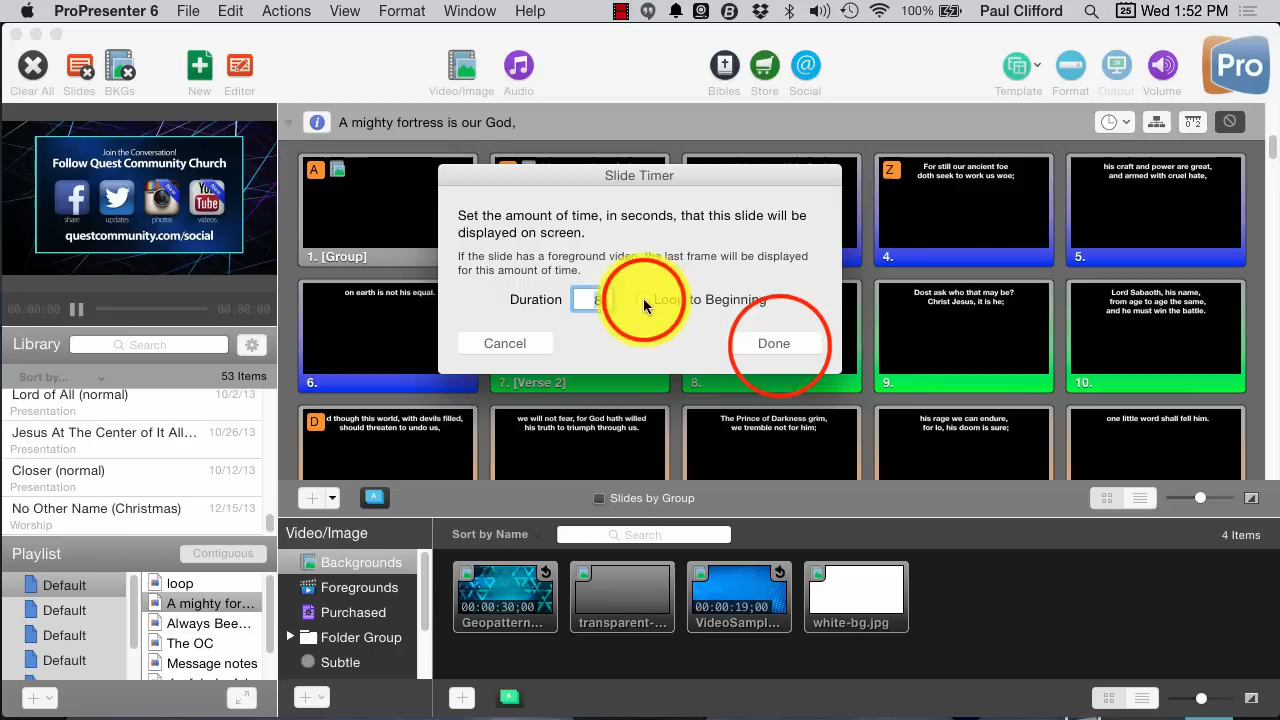 ProPresenter 6 File Edit Actions View Format Window Help 100% Paul Clifford 25 Wed 1:52 PM
Clear All Slides BKGs New Editor Video/Image Audio Bibles Store Social Template Format Output Volume Pro
A mighty fortress is our God,
Join the Conversation!
Follow Quest Community Church
share updates photos videos
questcommunity.com/social
00:00:00 00:00:00
Library Search
Sort by... 53 Items
Lord of All (normal) 10/2/13
Presentation
Jesus At The Center of It All... 10/26/13
Presentation
Closer (normal) 10/12/13
Presentation
No Other Name (Christmas) 12/15/13
Worship
Playlist Contiguous
Default
Default
Default
Default
loop
A mighty for...
Always Bee...
The OC
Message notes
A
1. [Group]
Z
For still our ancient foe
doth seek to work us woe;
4.
his craft and power are great,
and armed with cruel hate,
5.
on earth is not his equal.
6.
7. [Verse 2]
8.
Dost ask who that may be?
Christ Jesus, it is he;
9.
Lord Sabaoth, his name,
from age to age the same,
and he must win the battle.
10.
D
d though this world, with devils filled,
should threaten to undo us,
we will not fear, for God hath willed
his truth to triumph through us.
The Prince of Darkness grim,
we tremble not for him;
his rage we can endure,
for lo, his doom is sure;
one little word shall fell him.
Slide Timer
Set the amount of time, in seconds, that this slide will be
displayed on screen.
If the slide has a foreground video, the last frame will be displayed
for this amount of time.
Duration Loop to Beginning
Cancel Done
Slides by Group
Video/Image
Backgrounds
Foregrounds
Purchased
Folder Group
Subtle
Sort by Name Search 4 Items
00:00:30;00
Geopattern...
transparent-...
00:00:19;00
VideoSampl...
white-bg.jpg